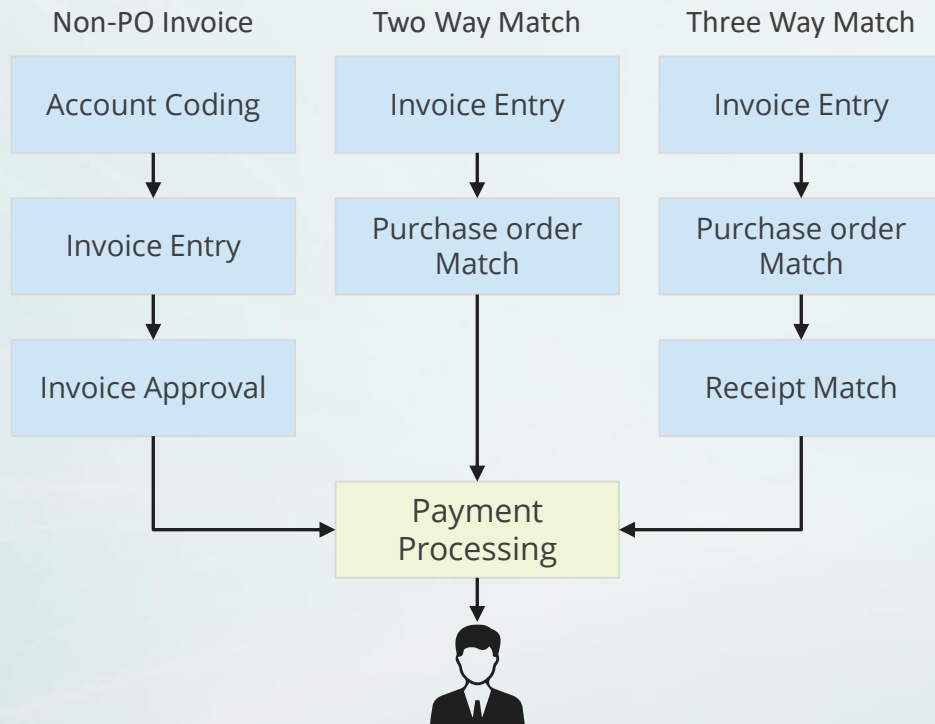 Non-PO Invoice
Two Way Match
Three Way Match
Account Coding
Invoice Entry
Invoice Entry
Invoice Entry
Purchase order
Match
Purchase order
Match
Invoice Approval
Receipt Match
Payment
Processing